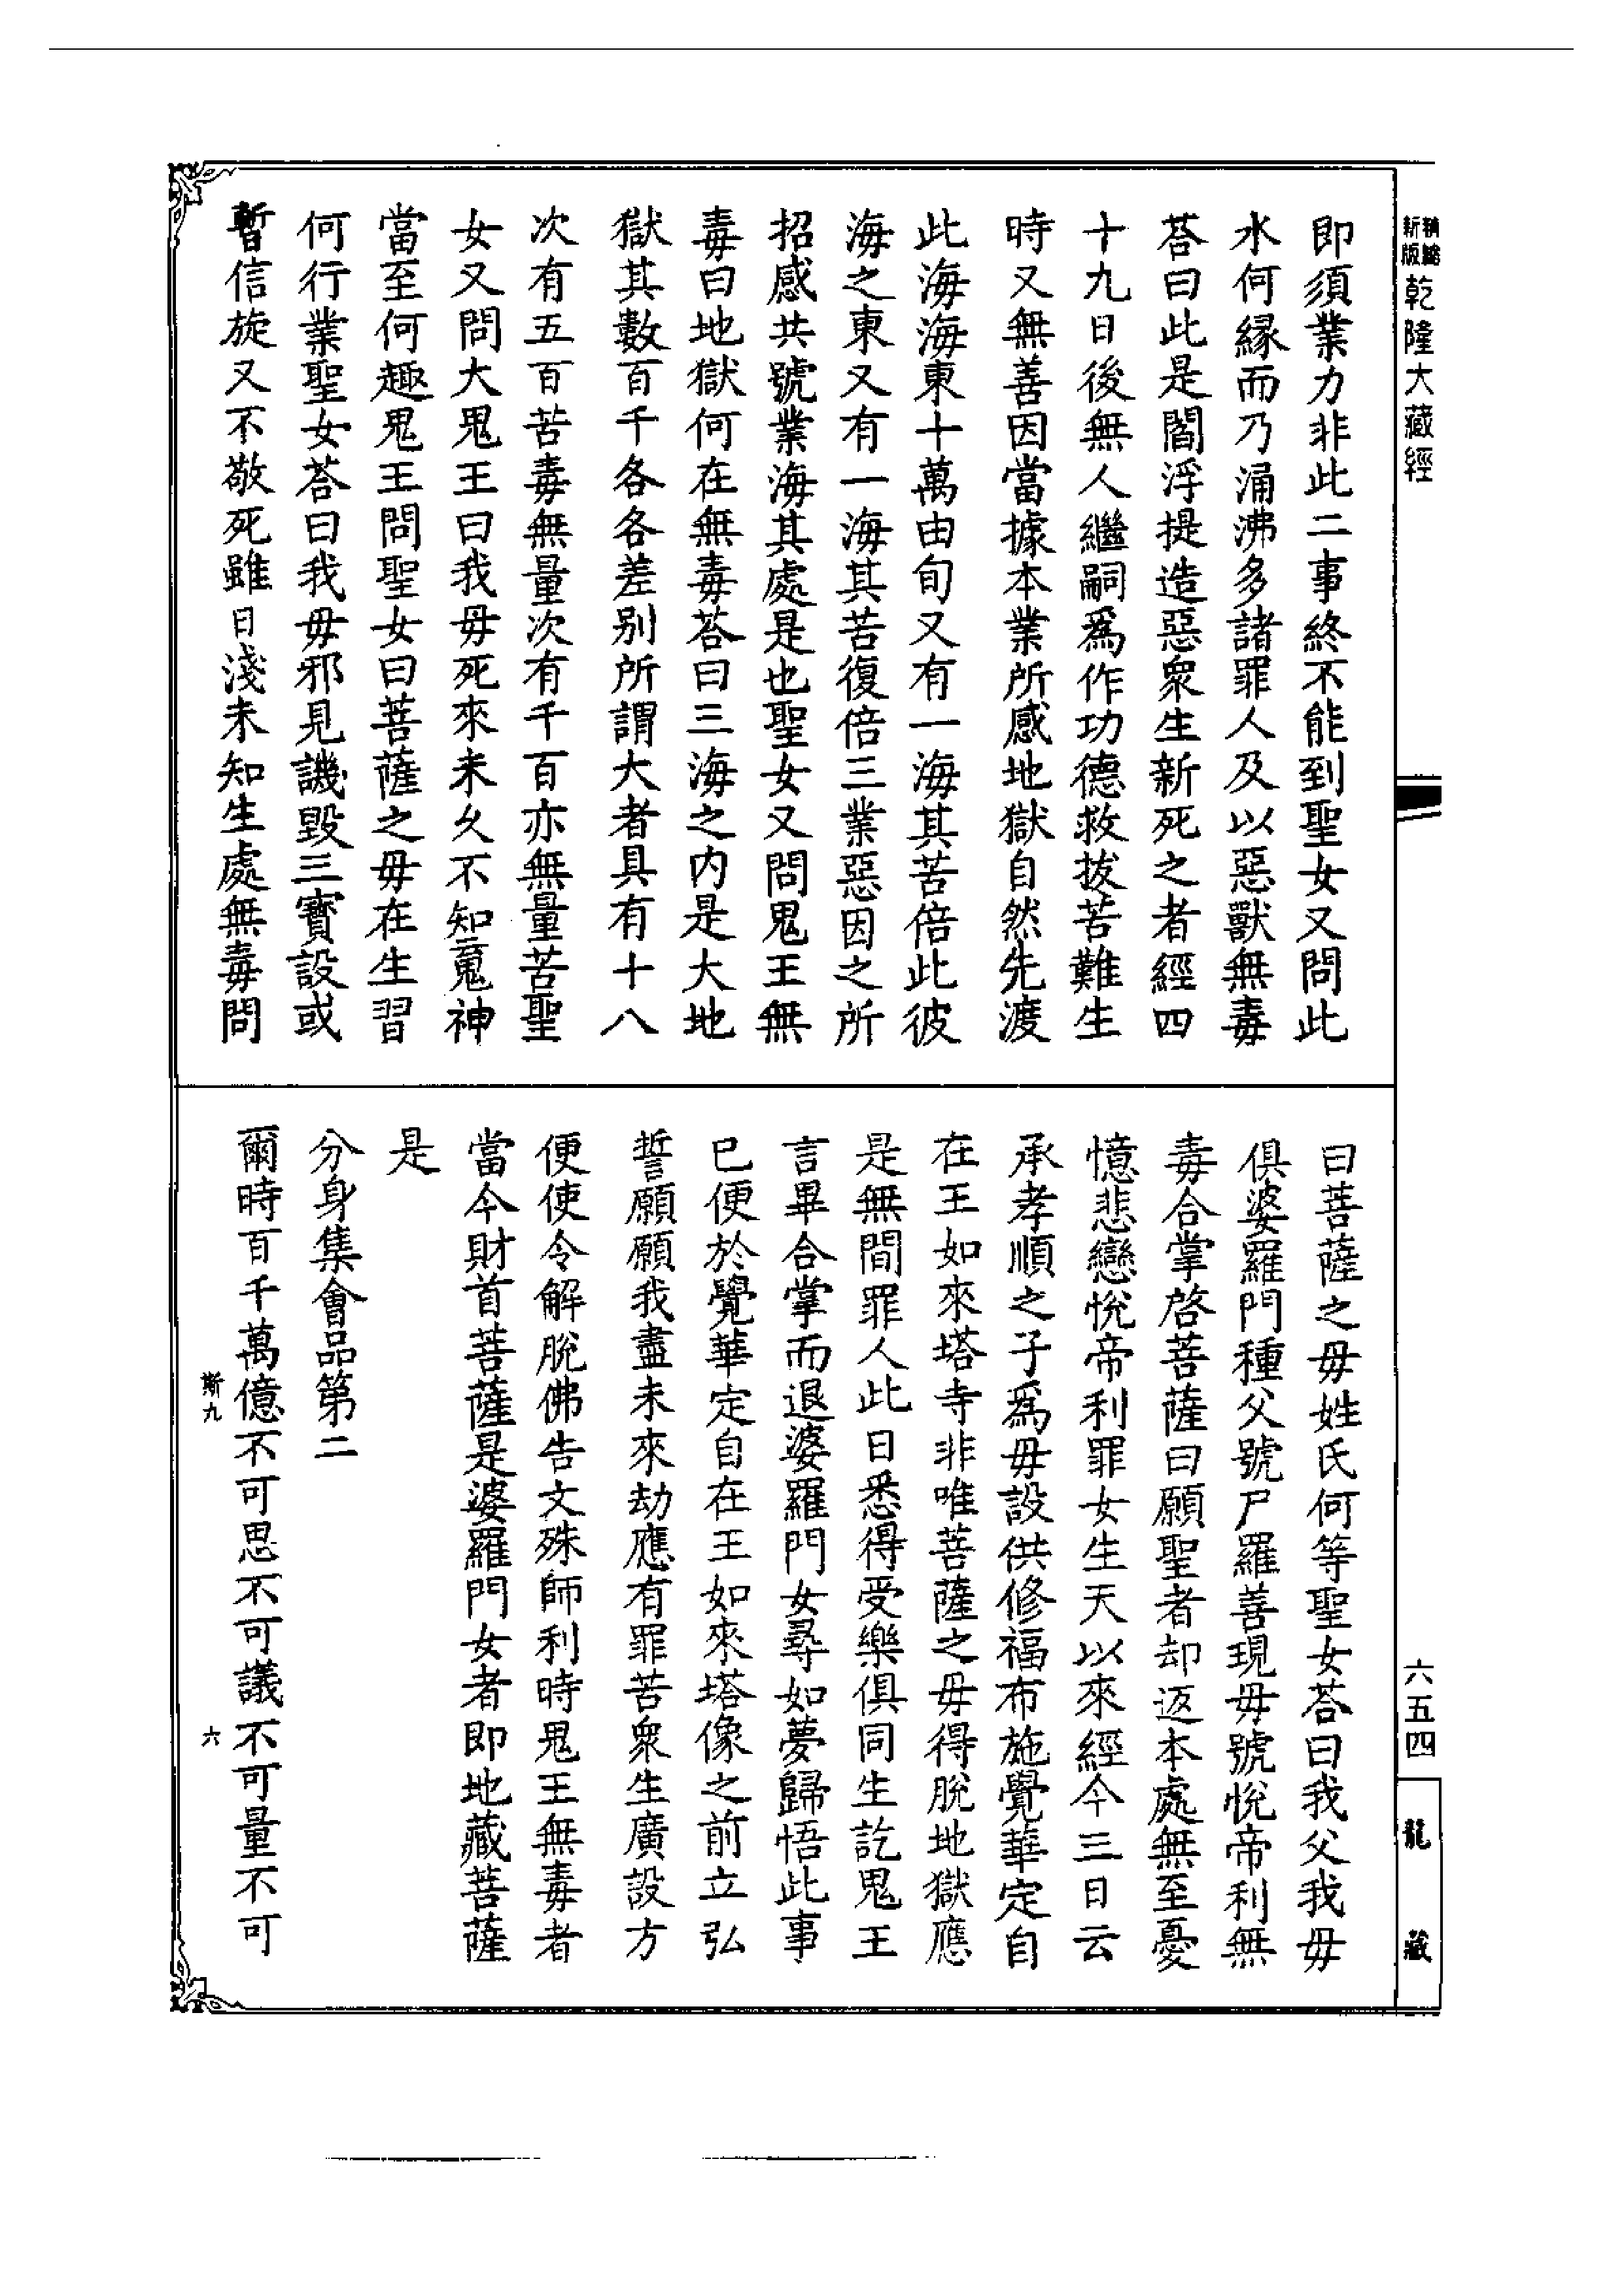 新版
精縮
乾隆大藏經
六五四
龍藏
即須業力非此二事終不能到聖女又問此
水何緣而乃涌沸多諸罪人及以惡獸無毒
荅曰此是閻浮提造惡衆生新死之者經四
十九日後無人繼嗣爲作功德救拔苦難生
時又無善因當據本業所感地獄自然先渡
此海海東十萬由旬又有一海其苦倍此彼
海之東又有一海其苦復倍三業惡因之所
招感共號業海其處是也聖女又問鬼王無
毒曰地獄何在無毒荅曰三海之内是大地
獄其數百千各各差别所謂大者具有十八
次有五百苦毒無量次有千百亦無量苦聖
女又問大鬼王曰我毋死來未久不知䰟神
當至何趣鬼王問聖女曰菩薩之毋在生習
何行業聖女荅曰我毋邪見譏毀三寳設或
暫信旋又不敬死雖日淺未知生處無毒問
曰菩薩之毋姓氏何等聖女荅曰我父我毋
俱婆羅門種父號尸羅善現毋號悅帝利無
毒合掌啓菩薩曰願聖者却返本處無至憂
憶悲戀悅帝利罪女生天以來經今三日云
承孝順之子爲毋設供修福布施覺華定自
在王如來塔寺非唯菩薩之毋得脫地獄應
是無間罪人此日悉得受樂俱同生訖鬼王
言畢合掌而退婆羅門女尋如夢歸悟此事
已便於覺華定自在王如來塔像之前立弘
誓願願我盡未來劫應有罪苦衆生廣設方
便使令解脫佛告文殊師利時鬼王無毒者
當今財首菩薩是婆羅門女者即地藏菩薩
是
分身集會品第二
爾時百千萬億不可思不可議不可量不可
斯九
六